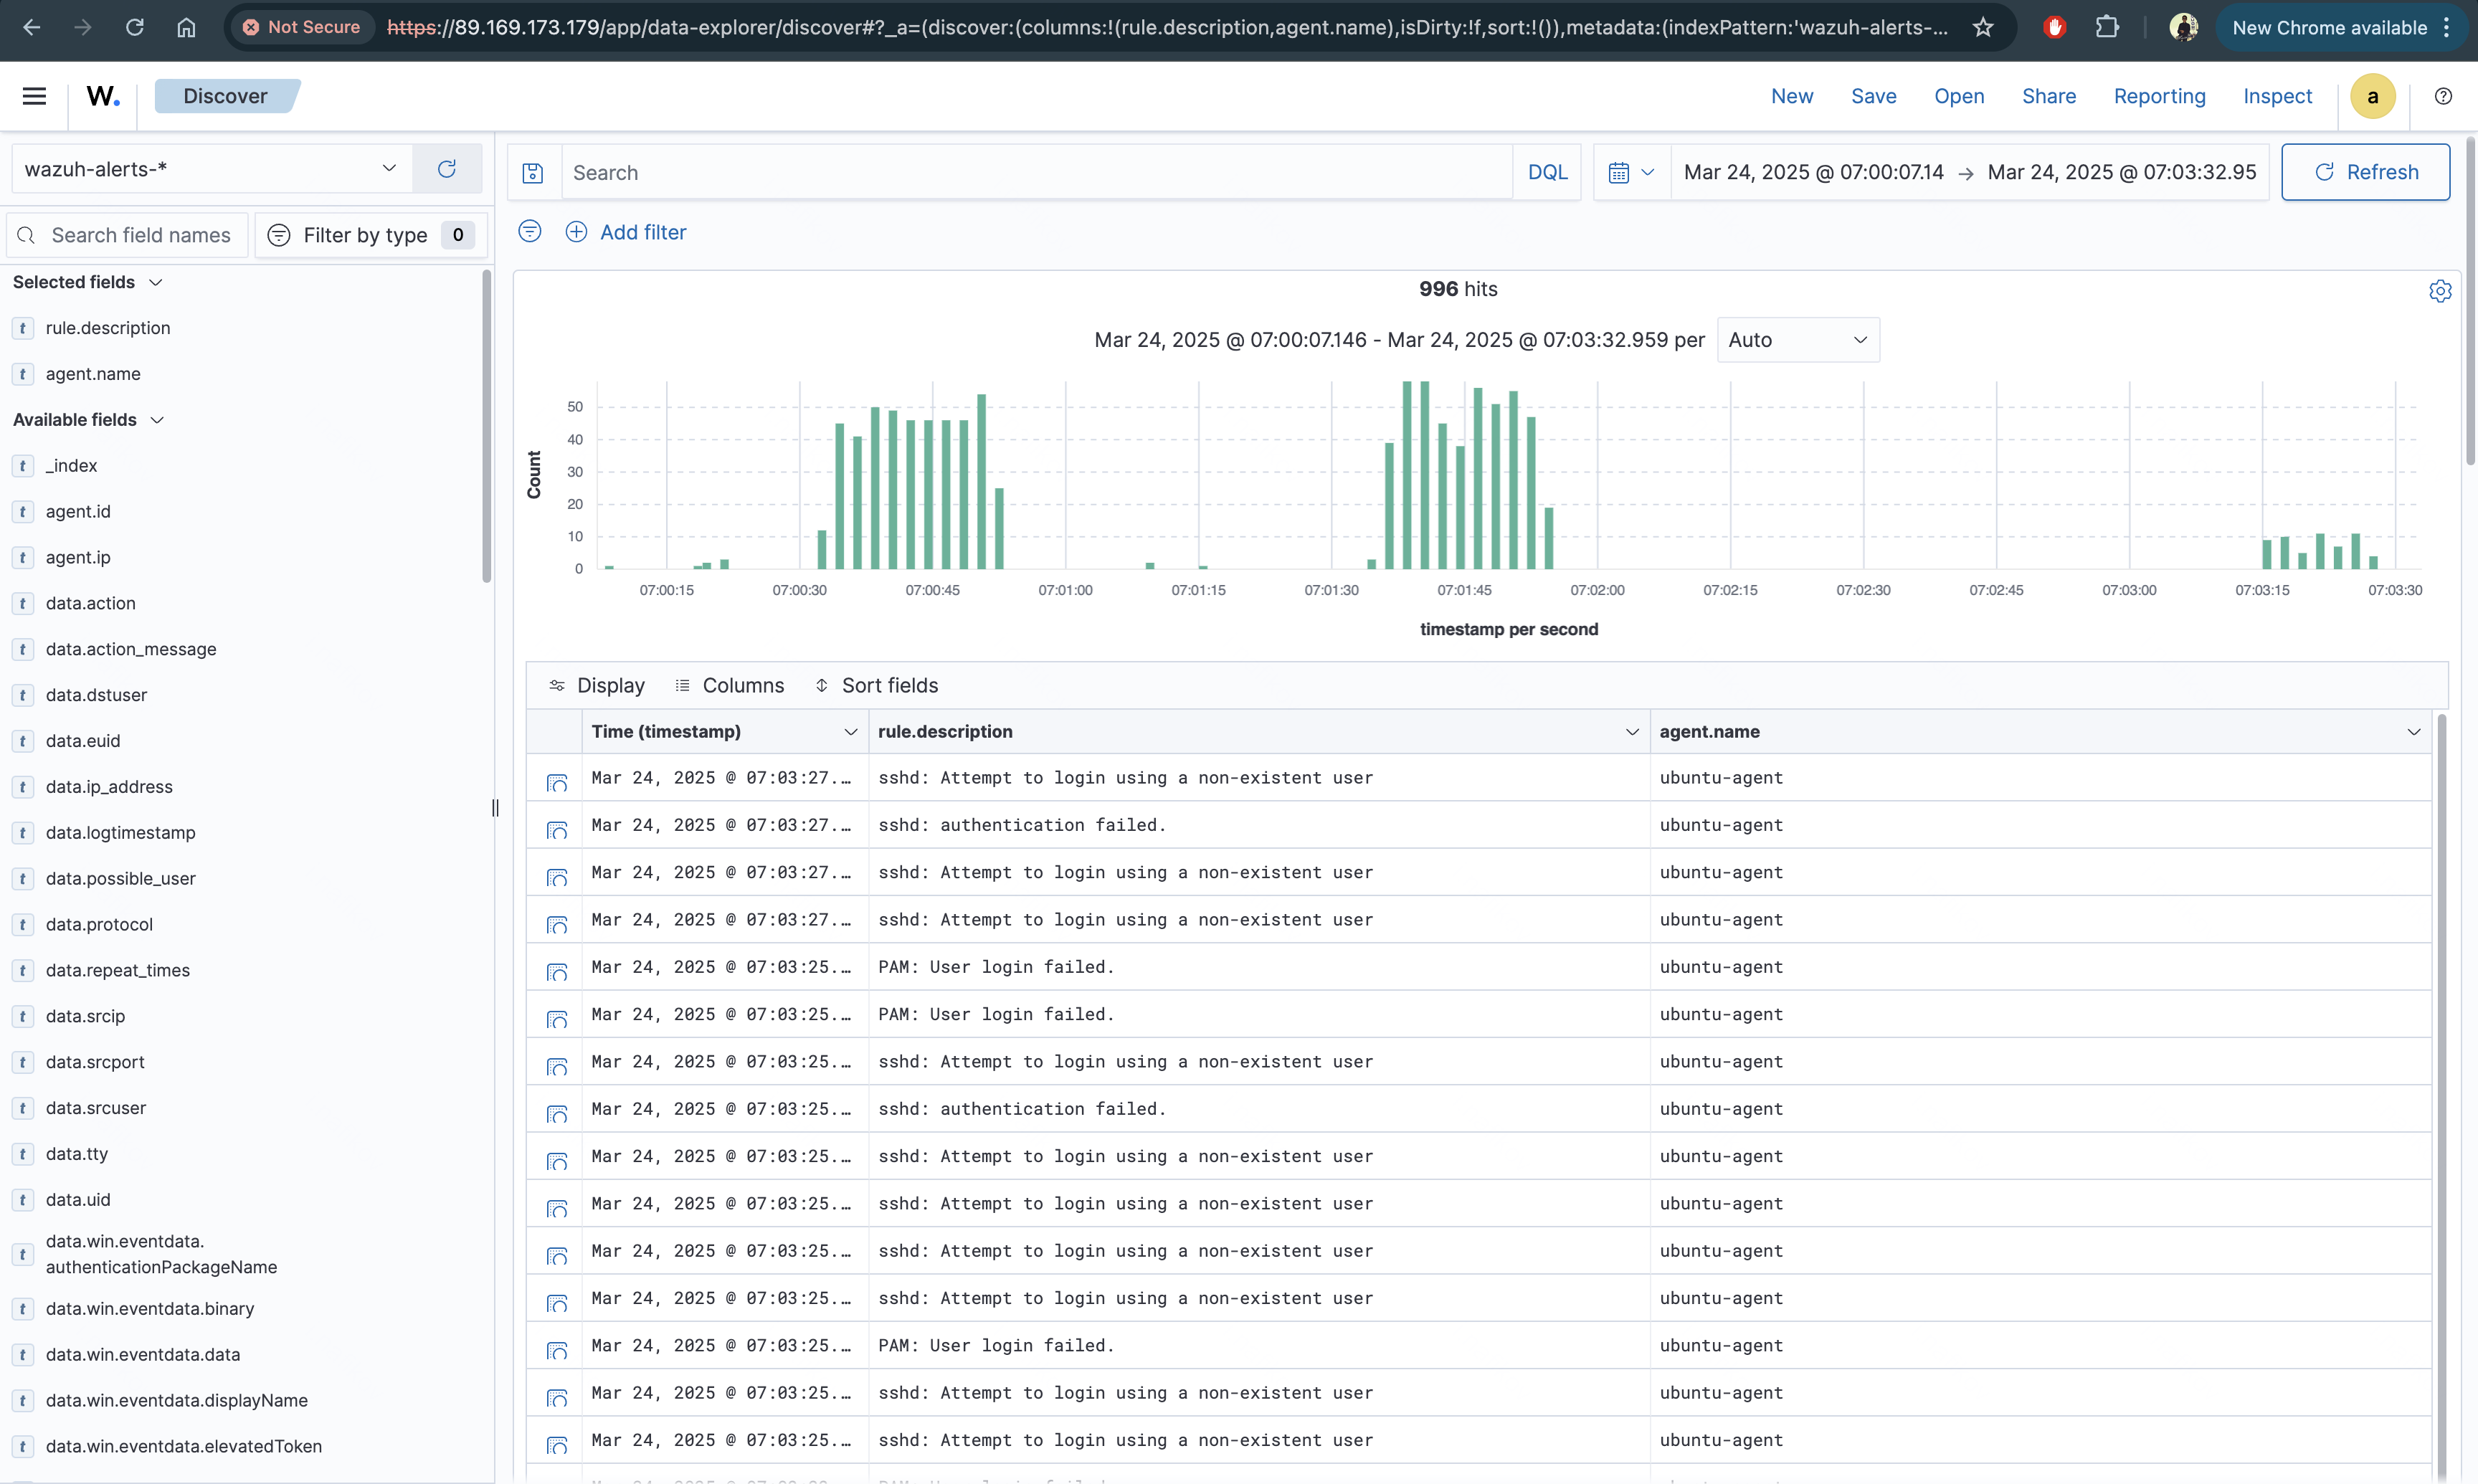 Not Secure
https://89.169.173.179/app/data-explorer/discover#?_a=(discover:(columns:!(rule.description,agent.name),isDirty:!f,sort:!()),metadata:(indexPattern:'wazuh-alerts-...
New Chrome available
W.
Discover
New Save Open Share Reporting Inspect a
wazuh-alerts-*
Search DQL
Mar 24, 2025 @ 07:00:07.14 → Mar 24, 2025 @ 07:03:32.95
Refresh
Search field names
Filter by type 0
Add filter
Selected fields
t rule.description
t agent.name
Available fields
t _index
t agent.id
t agent.ip
t data.action
t data.action_message
t data.dstuser
t data.euid
t data.ip_address
t data.logtimestamp
t data.possible_user
t data.protocol
t data.repeat_times
t data.srcip
t data.srcport
t data.srcuser
t data.tty
t data.uid
t data.win.eventdata.
authenticationPackageName
t data.win.eventdata.binary
t data.win.eventdata.data
t data.win.eventdata.displayName
t data.win.eventdata.elevatedToken
996 hits
Mar 24, 2025 @ 07:00:07.146 - Mar 24, 2025 @ 07:03:32.959 per Auto
Count
50
40
30
20
10
0
07:00:15 07:00:30 07:00:45 07:01:00 07:01:15 07:01:30 07:01:45 07:02:00 07:02:15 07:02:30 07:02:45 07:03:00 07:03:15 07:03:30
timestamp per second
Display Columns Sort fields
Time (timestamp) rule.description agent.name
Mar 24, 2025 @ 07:03:27.… sshd: Attempt to login using a non-existent user ubuntu-agent
Mar 24, 2025 @ 07:03:27.… sshd: authentication failed. ubuntu-agent
Mar 24, 2025 @ 07:03:27.… sshd: Attempt to login using a non-existent user ubuntu-agent
Mar 24, 2025 @ 07:03:27.… sshd: Attempt to login using a non-existent user ubuntu-agent
Mar 24, 2025 @ 07:03:25.… PAM: User login failed. ubuntu-agent
Mar 24, 2025 @ 07:03:25.… PAM: User login failed. ubuntu-agent
Mar 24, 2025 @ 07:03:25.… sshd: Attempt to login using a non-existent user ubuntu-agent
Mar 24, 2025 @ 07:03:25.… sshd: authentication failed. ubuntu-agent
Mar 24, 2025 @ 07:03:25.… sshd: Attempt to login using a non-existent user ubuntu-agent
Mar 24, 2025 @ 07:03:25.… sshd: Attempt to login using a non-existent user ubuntu-agent
Mar 24, 2025 @ 07:03:25.… sshd: Attempt to login using a non-existent user ubuntu-agent
Mar 24, 2025 @ 07:03:25.… sshd: Attempt to login using a non-existent user ubuntu-agent
Mar 24, 2025 @ 07:03:25.… PAM: User login failed. ubuntu-agent
Mar 24, 2025 @ 07:03:25.… sshd: Attempt to login using a non-existent user ubuntu-agent
Mar 24, 2025 @ 07:03:25.… sshd: Attempt to login using a non-existent user ubuntu-agent